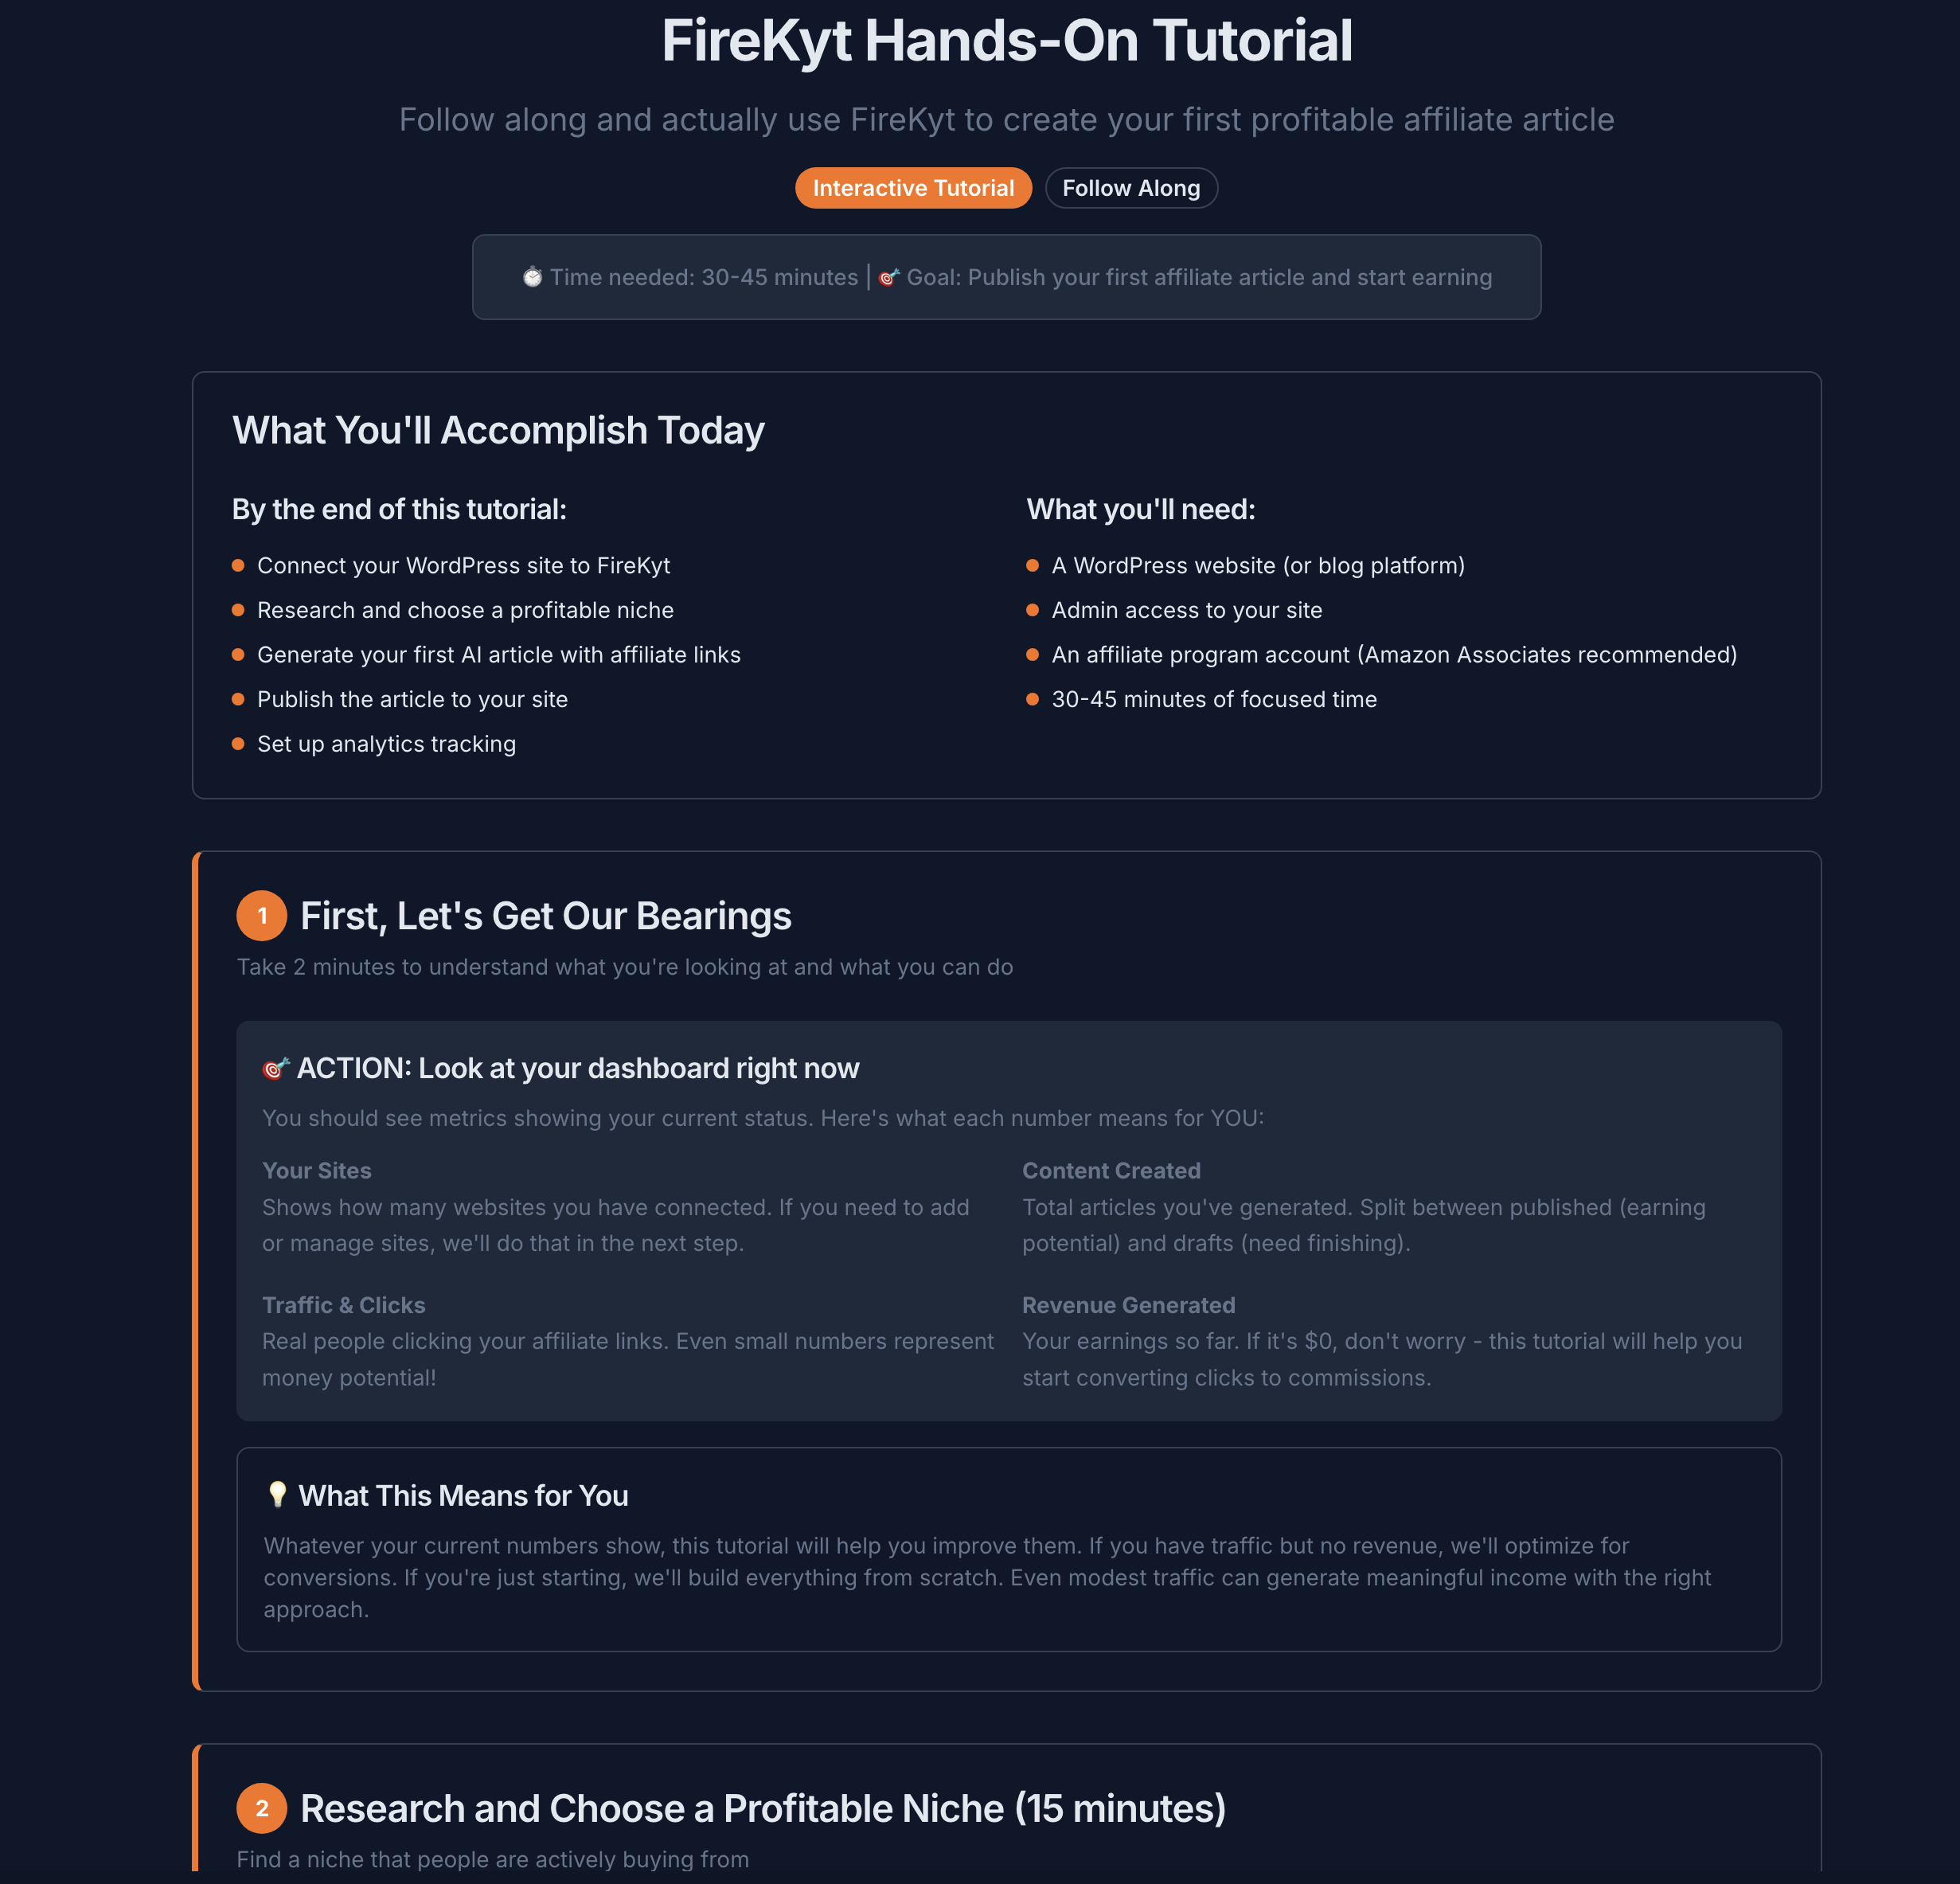 FireKyt Hands-On Tutorial
Follow along and actually use FireKyt to create your first profitable affiliate article
Interactive Tutorial
Follow Along
⏱️ Time needed: 30-45 minutes | 🎯 Goal: Publish your first affiliate article and start earning
What You'll Accomplish Today
By the end of this tutorial:
Connect your WordPress site to FireKyt
Research and choose a profitable niche
Generate your first AI article with affiliate links
Publish the article to your site
Set up analytics tracking
What you'll need:
A WordPress website (or blog platform)
Admin access to your site
An affiliate program account (Amazon Associates recommended)
30-45 minutes of focused time
1 First, Let's Get Our Bearings
Take 2 minutes to understand what you're looking at and what you can do
🎯 ACTION: Look at your dashboard right now
You should see metrics showing your current status. Here's what each number means for YOU:
Your Sites
Shows how many websites you have connected. If you need to add
or manage sites, we'll do that in the next step.
Content Created
Total articles you've generated. Split between published (earning
potential) and drafts (need finishing).
Traffic & Clicks
Real people clicking your affiliate links. Even small numbers represent
money potential!
Revenue Generated
Your earnings so far. If it's $0, don't worry - this tutorial will help you
start converting clicks to commissions.
💡 What This Means for You
Whatever your current numbers show, this tutorial will help you improve them. If you have traffic but no revenue, we'll optimize for
conversions. If you're just starting, we'll build everything from scratch. Even modest traffic can generate meaningful income with the right
approach.
2 Research and Choose a Profitable Niche (15 minutes)
Find a niche that people are actively buying from